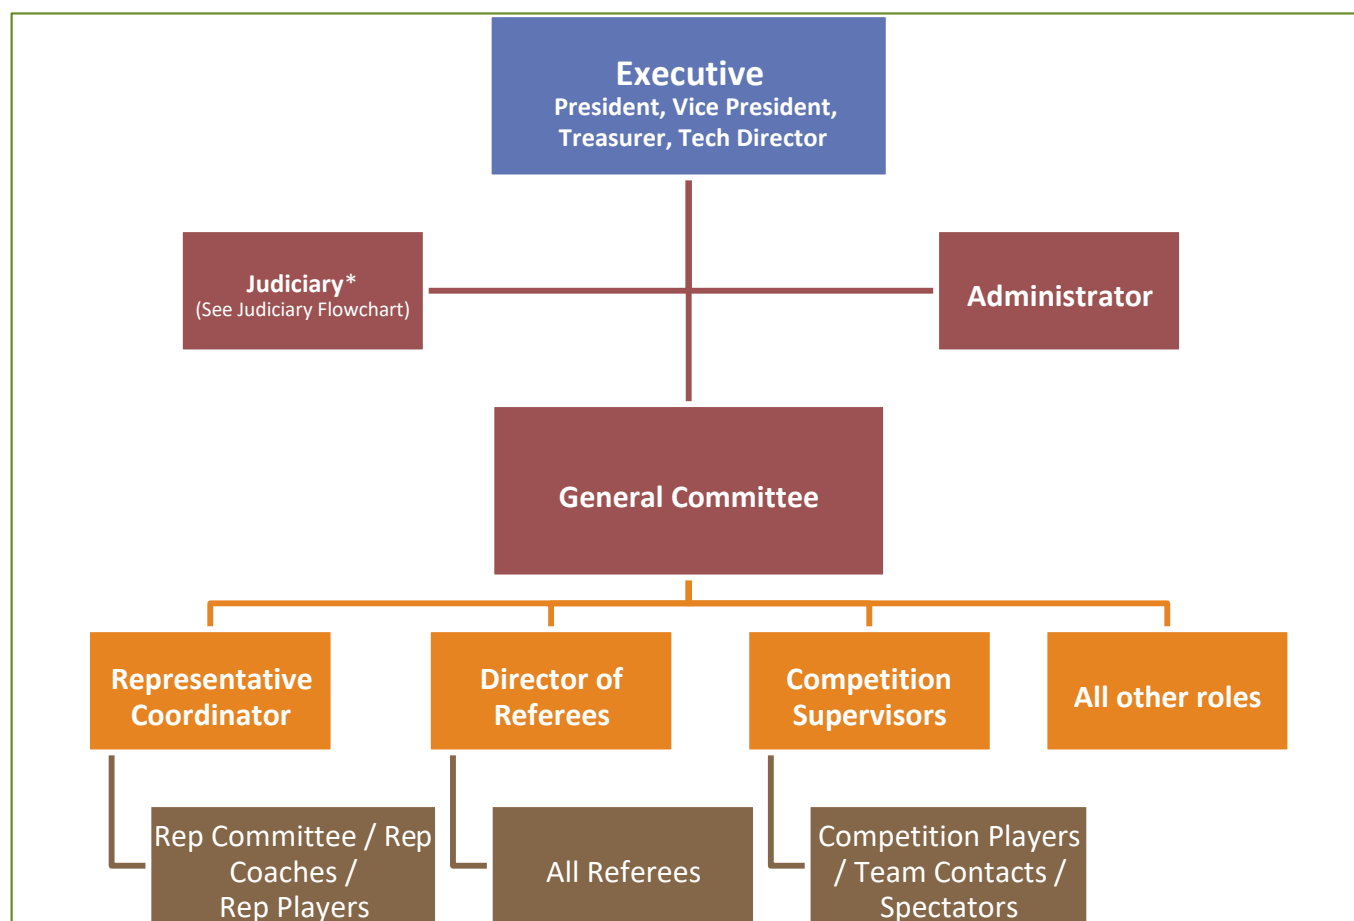 Executive
President, Vice President,
Treasurer, Tech Director
Judiciary*
(See Judiciary Flowchart)
Administrator
General Committee
Representative
Coordinator
Director of
Referees
Competition
Supervisors
All other roles
Rep Committee / Rep
Coaches /
Rep Players
All Referees
Competition Players
/ Team Contacts /
Spectators